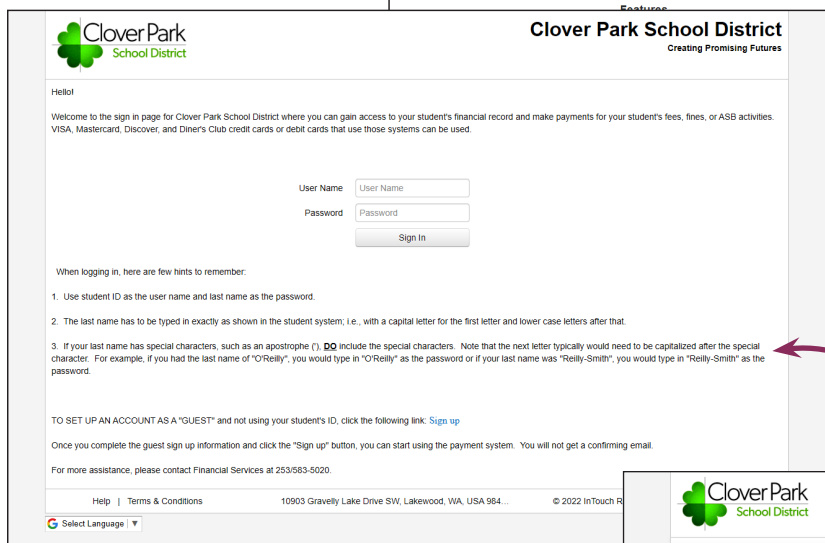 Features
Clover Park
School District
Clover Park School District
Creating Promising Futures
Hello!
Welcome to the sign in page for Clover Park School District where you can gain access to your student's financial record and make payments for your student's fees, fines, or ASB activities.
VISA, Mastercard, Discover, and Diner's Club credit cards or debit cards that use those systems can be used.
User Name User Name
Password Password
Sign In
When logging in, here are few hints to remember:
1. Use student ID as the user name and last name as the password.
2. The last name has to be typed in exactly as shown in the student system; i.e., with a capital letter for the first letter and lower case letters after that.
3. If your last name has special characters, such as an apostrophe ('), DO include the special characters. Note that the next letter typically would need to be capitalized after the special
character. For example, if you had the last name of "O'Reilly", you would type in "O'Reilly" as the password or if your last name was "Reilly-Smith", you would type in "Reilly-Smith" as the
password.
TO SET UP AN ACCOUNT AS A "GUEST" and not using your student's ID, click the following link: Sign up
Once you complete the guest sign up information and click the "Sign up" button, you can start using the payment system. You will not get a confirming email.
For more assistance, please contact Financial Services at 253/583-5020.
Help | Terms & Conditions 10903 Gravelly Lake Drive SW, Lakewood, WA, USA 984... © 2022 InTouch R
G Select Language ▼
Clover Park
School District